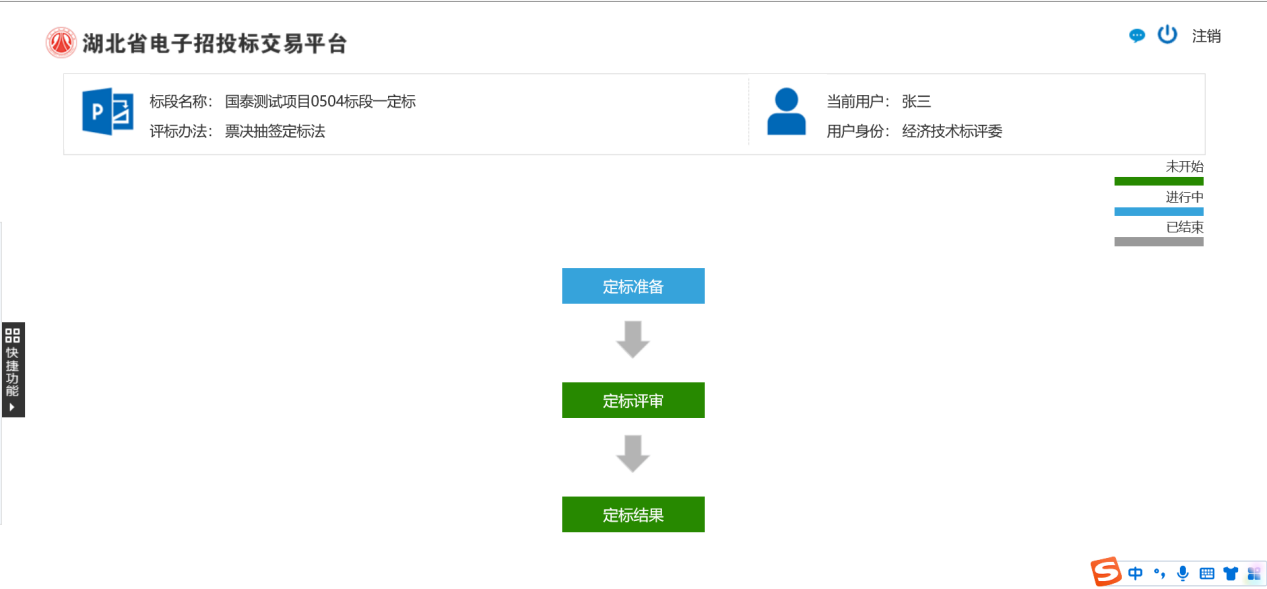 湖北省电子招投标交易平台
注销
标段名称： 国泰测试项目0504标段一定标
评标办法： 票决抽签定标法
当前用户： 张三
用户身份： 经济技术标评委
未开始
进行中
已结束
定标准备
快捷功能
定标评审
定标结果
中